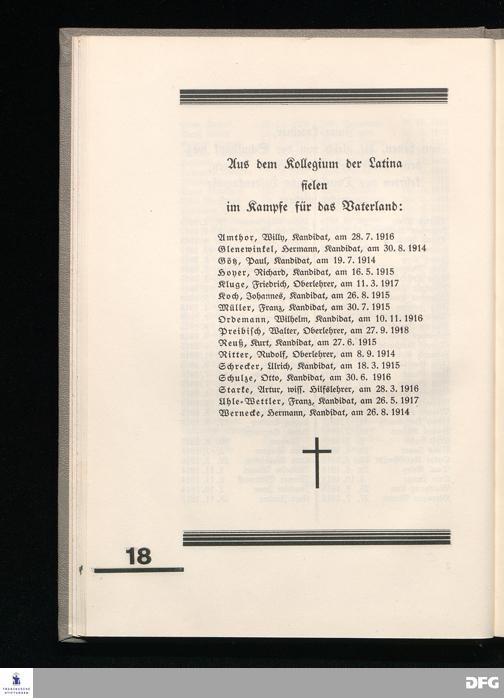 Aus dem Kollegium der Latina
fielen
im Kampfe für das Vaterland:
Amthor, Willy, Kandidat, am 28. 7. 1916
Glenewinkel, Hermann, Kandidat, am 30. 8. 1914
Götz, Paul, Kandidat, am 19. 7. 1914
Hoyer, Richard, Kandidat, am 16. 5. 1915
Kluge, Friedrich, Oberlehrer, am 11. 3. 1917
Koch, Johannes, Kandidat, am 26. 8. 1915
Müller, Franz, Kandidat, am 30. 7. 1915
Ordemann, Wilhelm, Kandidat, am 10. 11. 1916
Preibisch, Walter, Oberlehrer, am 27. 9. 1918
Reuß, Kurt, Kandidat, am 27. 6. 1915
Ritter, Rudolf, Oberlehrer, am 8. 9. 1914
Schrecker, Ulrich, Kandidat, am 18. 3. 1915
Schulze, Otto, Kandidat, am 30. 6. 1916
Starke, Artur, wiss. Hilfslehrer, am 28. 3. 1916
Uhle-Wettler, Franz, Kandidat, am 26. 5. 1917
Wernecke, Hermann, Kandidat, am 26. 8. 1914
18
FRANCKESCHE
STIFTUNGEN
DFG